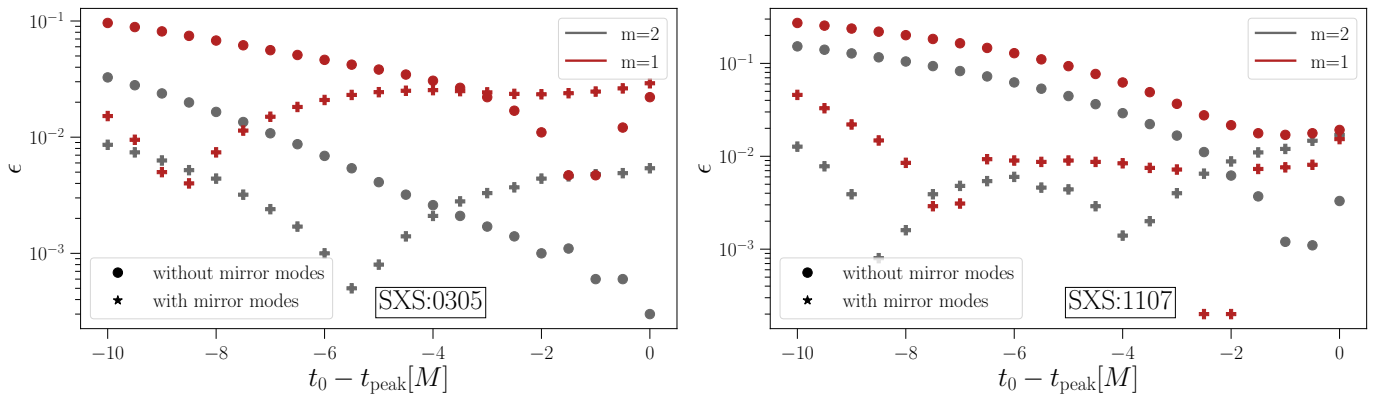 10⁻¹
10⁻²
10⁻³
ϵ
m=2
m=1
without mirror modes
with mirror modes
SXS:0305
−10 −8 −6 −4 −2 0
t₀ − t_peak[M]
10⁻¹
10⁻²
10⁻³
ϵ
m=2
m=1
without mirror modes
with mirror modes
SXS:1107
−10 −8 −6 −4 −2 0
t₀ − t_peak[M]